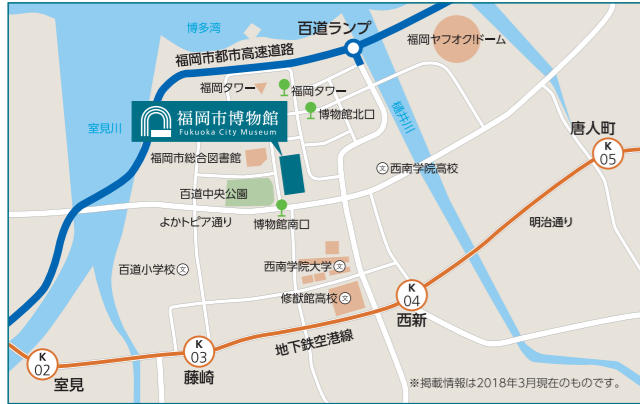 博多湾
百道ランプ
福岡市都市高速道路
福岡ヤフオク!ドーム
福岡タワー
福岡タワー
博物館北口
樋井川
室見川
福岡市博物館
Fukuoka City Museum
唐人町
K
05
福岡市総合図書館
文西南学院高校
百道中央公園
よかトピア通り
博物館南口
明治通り
百道小学校文
西南学院大学文
修猷館高校文
K
04
西新
地下鉄空港線
K
03
藤崎
K
02
室見
※掲載情報は2018年3月現在のものです。